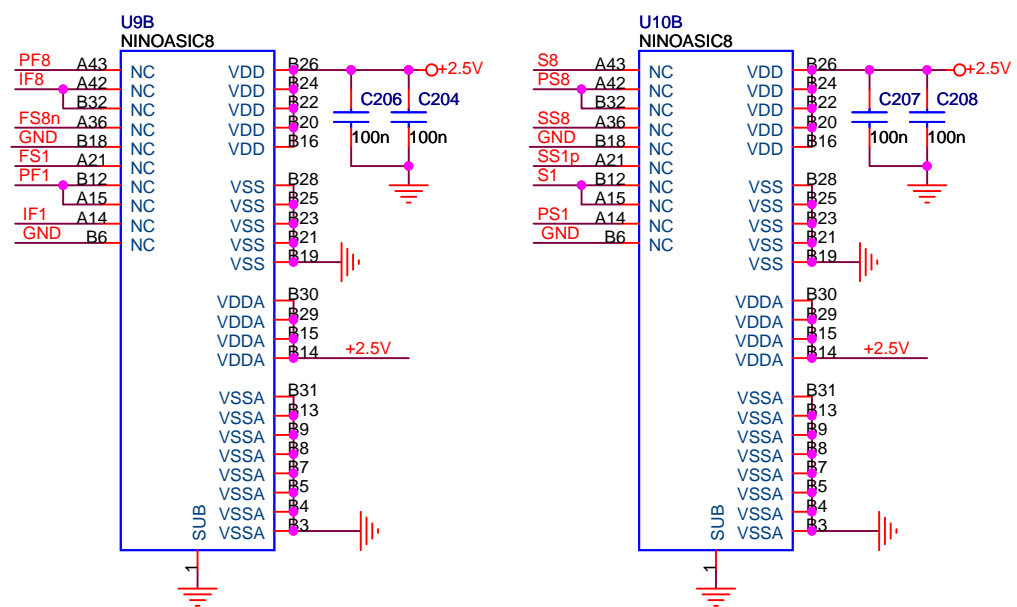 U9B
NINOASIC8
PF8 A43 NC VDD B26 +2.5V
IF8 A42 NC VDD B24
B32 NC VDD B22 C206 C204
FS8n A36 NC VDD B20 100n 100n
GND B18 NC VDD B16
FS1 A21 NC
PF1 B12 NC VSS B28
A15 NC VSS B25
IF1 A14 NC VSS B23
GND B6 NC VSS B21
VSS B19
VDDA B30
VDDA B29
VDDA B15
VDDA B14 +2.5V
VSSA B31
VSSA B13
VSSA B9
VSSA B8
VSSA B7
VSSA B5
VSSA B4
VSSA B3
SUB
1
U10B
NINOASIC8
S8 A43 NC VDD B26 +2.5V
PS8 A42 NC VDD B24
B32 NC VDD B22 C207 C208
SS8 A36 NC VDD B20 100n 100n
GND B18 NC VDD B16
SS1p A21 NC
S1 B12 NC VSS B28
A15 NC VSS B25
PS1 A14 NC VSS B23
GND B6 NC VSS B21
VSS B19
VDDA B30
VDDA B29
VDDA B15
VDDA B14 +2.5V
VSSA B31
VSSA B13
VSSA B9
VSSA B8
VSSA B7
VSSA B5
VSSA B4
VSSA B3
SUB
1